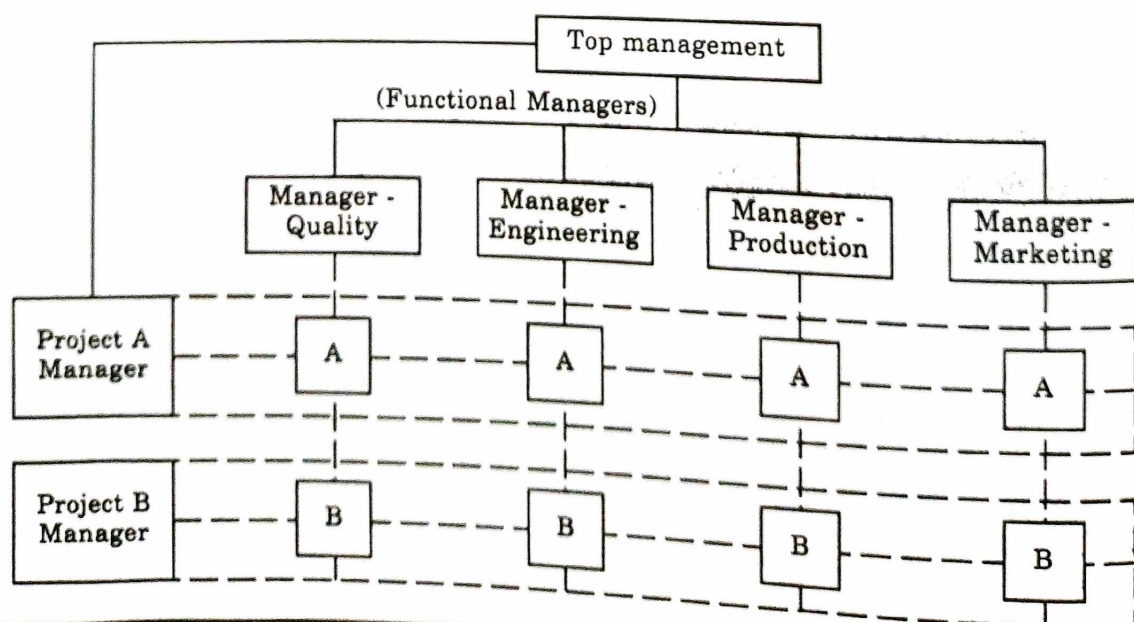 Top management
(Functional Managers)
Manager -
Quality
Manager -
Engineering
Manager -
Production
Manager -
Marketing
Project A
Manager
A
A
A
A
Project B
Manager
B
B
B
B